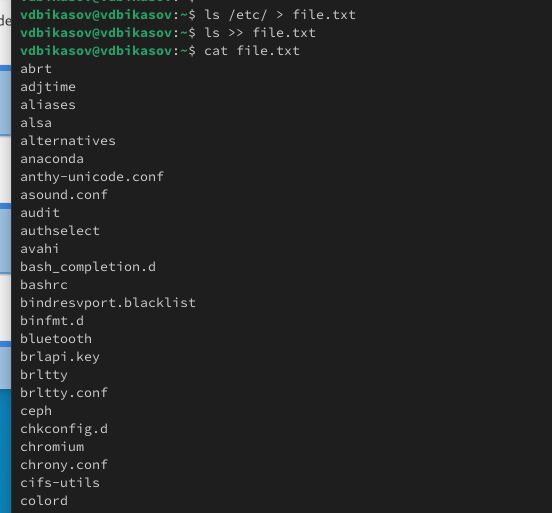 de
vdbikasov@vdbikasov:~$ ls /etc/ > file.txt
vdbikasov@vdbikasov:~$ ls >> file.txt
vdbikasov@vdbikasov:~$ cat file.txt
abrt
adjtime
aliases
alsa
alternatives
anaconda
anthy-unicode.conf
asound.conf
audit
authselect
avahi
bash_completion.d
bashrc
bindresvport.blacklist
binfmt.d
bluetooth
brlapi.key
brltty
brltty.conf
ceph
chkconfig.d
chromium
chrony.conf
cifs-utils
colord